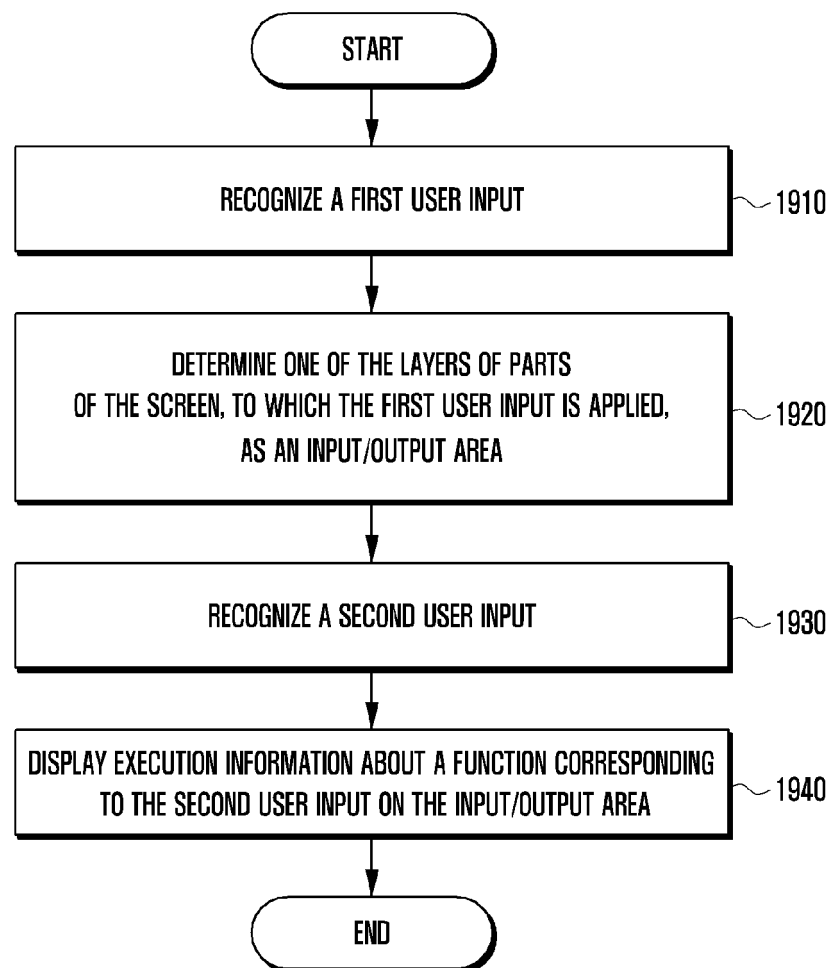 START
RECOGNIZE A FIRST USER INPUT
1910
DETERMINE ONE OF THE LAYERS OF PARTS
OF THE SCREEN, TO WHICH THE FIRST USER INPUT IS APPLIED,
AS AN INPUT/OUTPUT AREA
1920
RECOGNIZE A SECOND USER INPUT
1930
DISPLAY EXECUTION INFORMATION ABOUT A FUNCTION CORRESPONDING
TO THE SECOND USER INPUT ON THE INPUT/OUTPUT AREA
1940
END